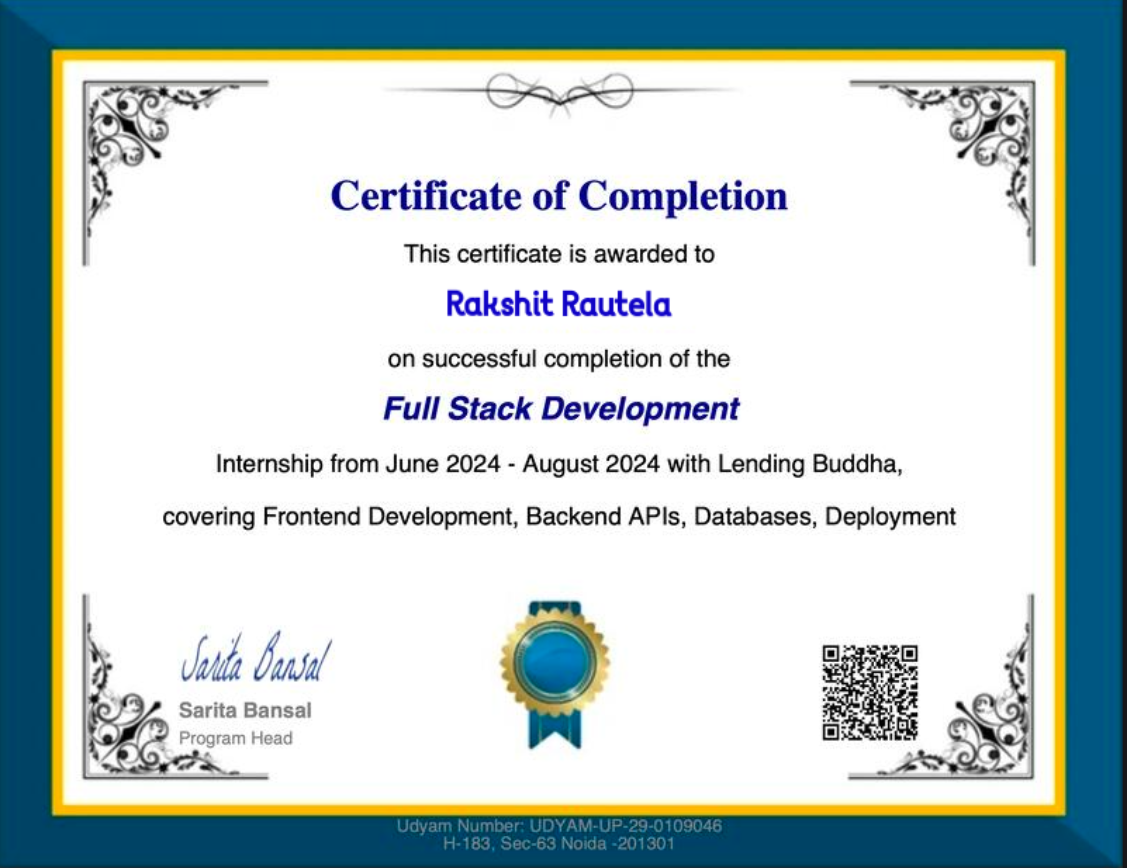 Certificate of Completion
This certificate is awarded to
Rakshit Rautela
on successful completion of the
Full Stack Development
Internship from June 2024 - August 2024 with Lending Buddha,
covering Frontend Development, Backend APIs, Databases, Deployment
Sarita Bansal
Sarita Bansal
Program Head
Udyam Number: UDYAM-UP-29-0109046
H-183, Sec-63 Noida -201301